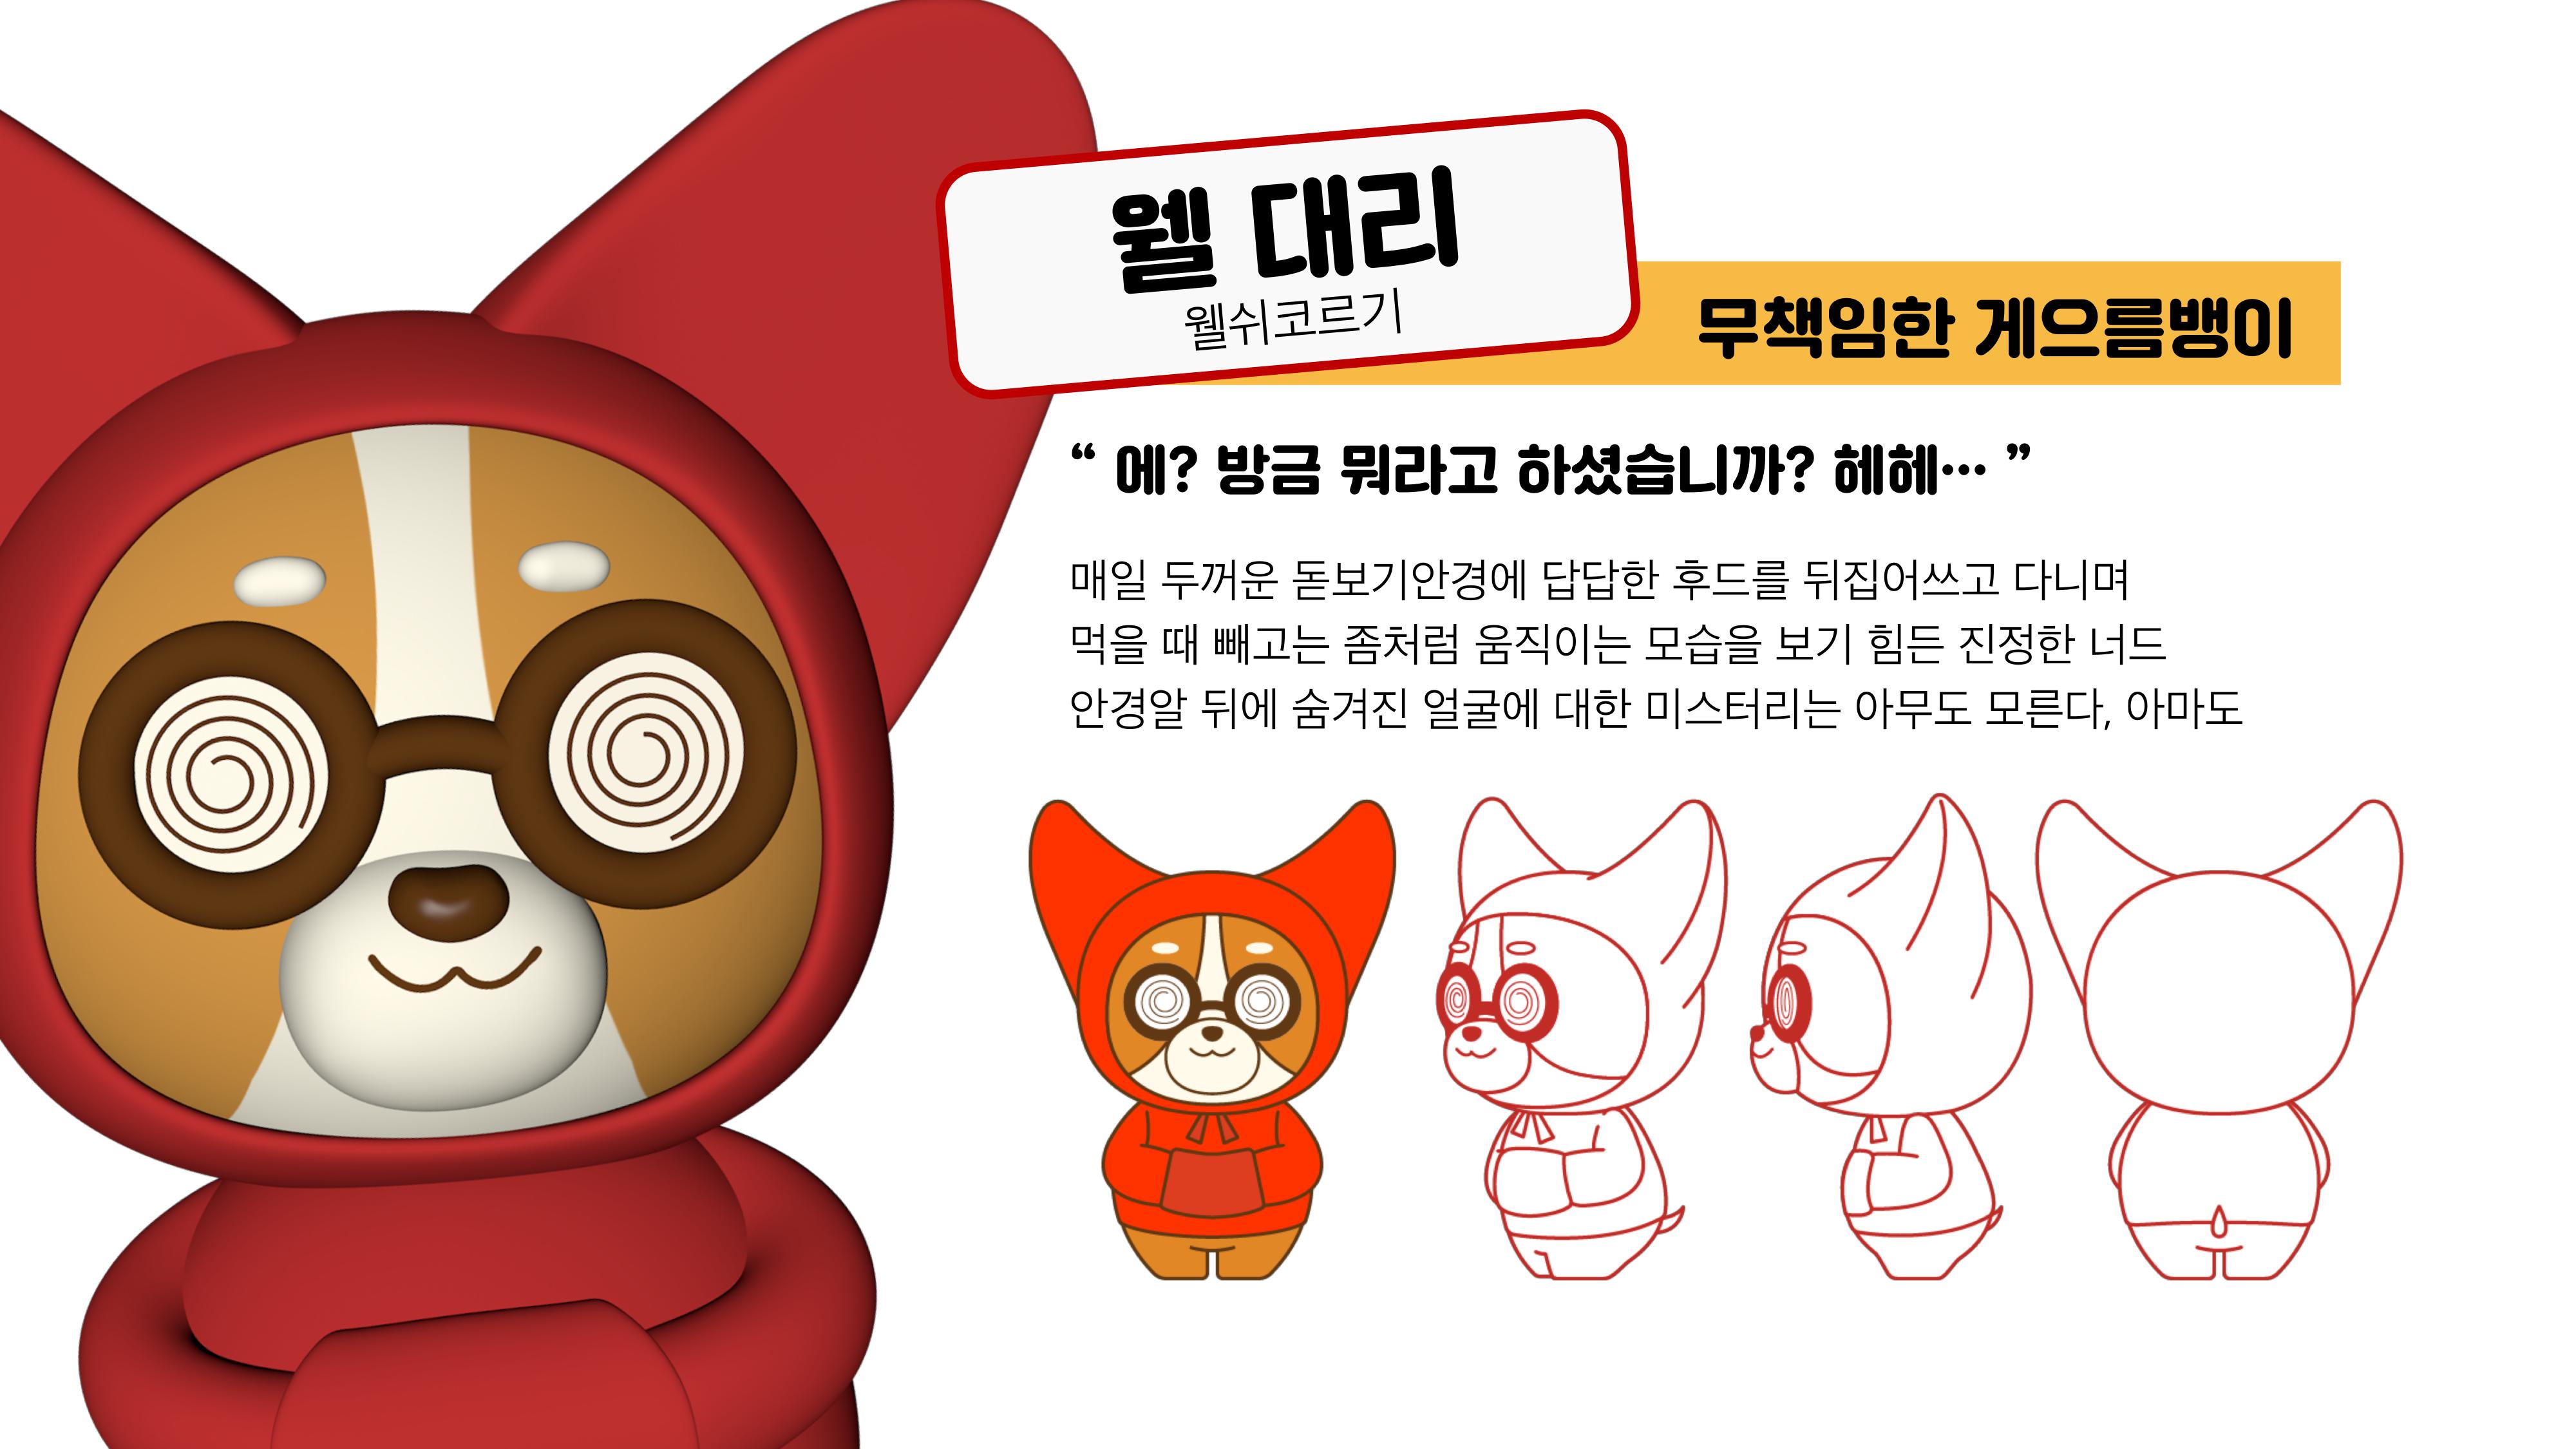 웰 대리
웰쉬코르기
무책임한 게으름뱅이
“ 에? 방금 뭐라고 하셨습니까? 헤헤… ”
매일 두꺼운 돋보기안경에 답답한 후드를 뒤집어쓰고 다니며
먹을 때 빼고는 좀처럼 움직이는 모습을 보기 힘든 진정한 너드
안경알 뒤에 숨겨진 얼굴에 대한 미스터리는 아무도 모른다, 아마도